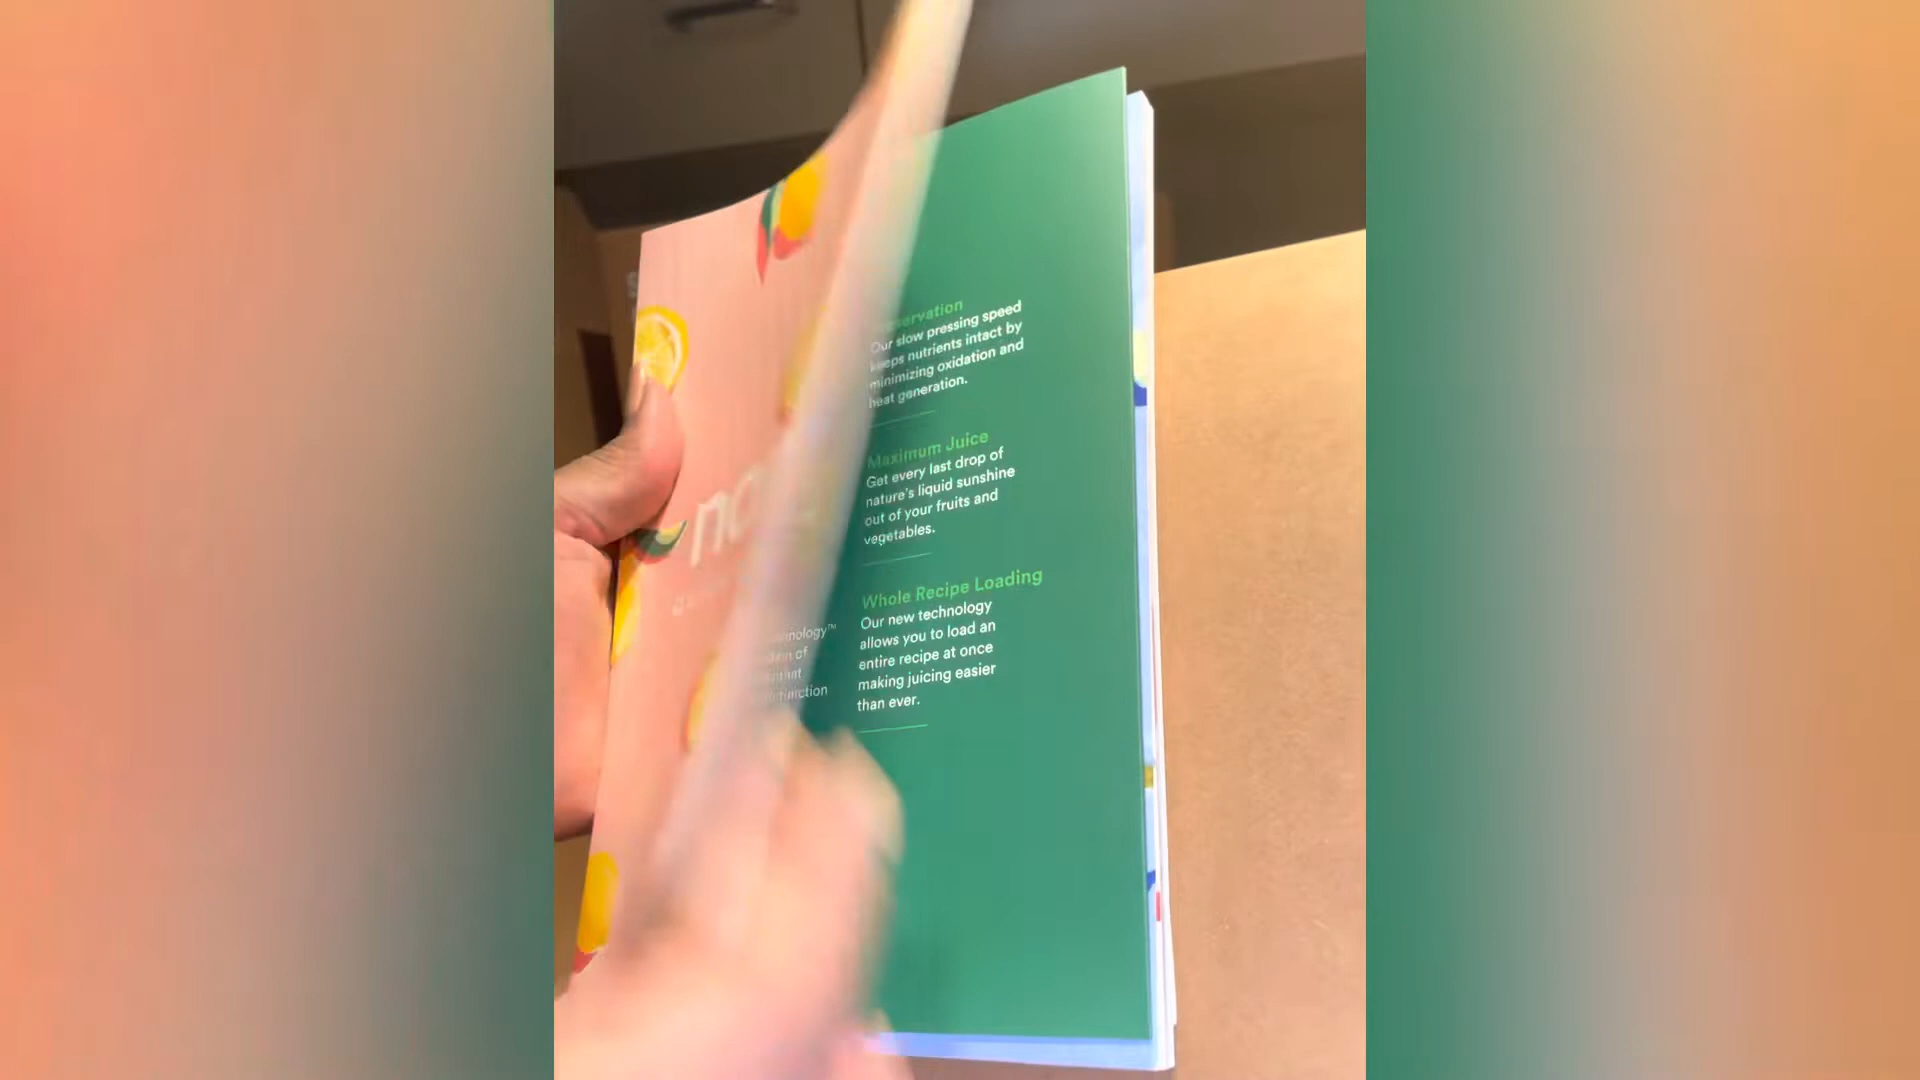 Our slow pressing speed
keeps nutrients intact by
minimizing oxidation and
heat generation.
Maximum Juice
Get every last drop of
nature's liquid sunshine
out of your fruits and
vegetables.
Whole Recipe Loading
Our new technology
allows you to load an
entire recipe at once
making juicing easier
than ever.
of